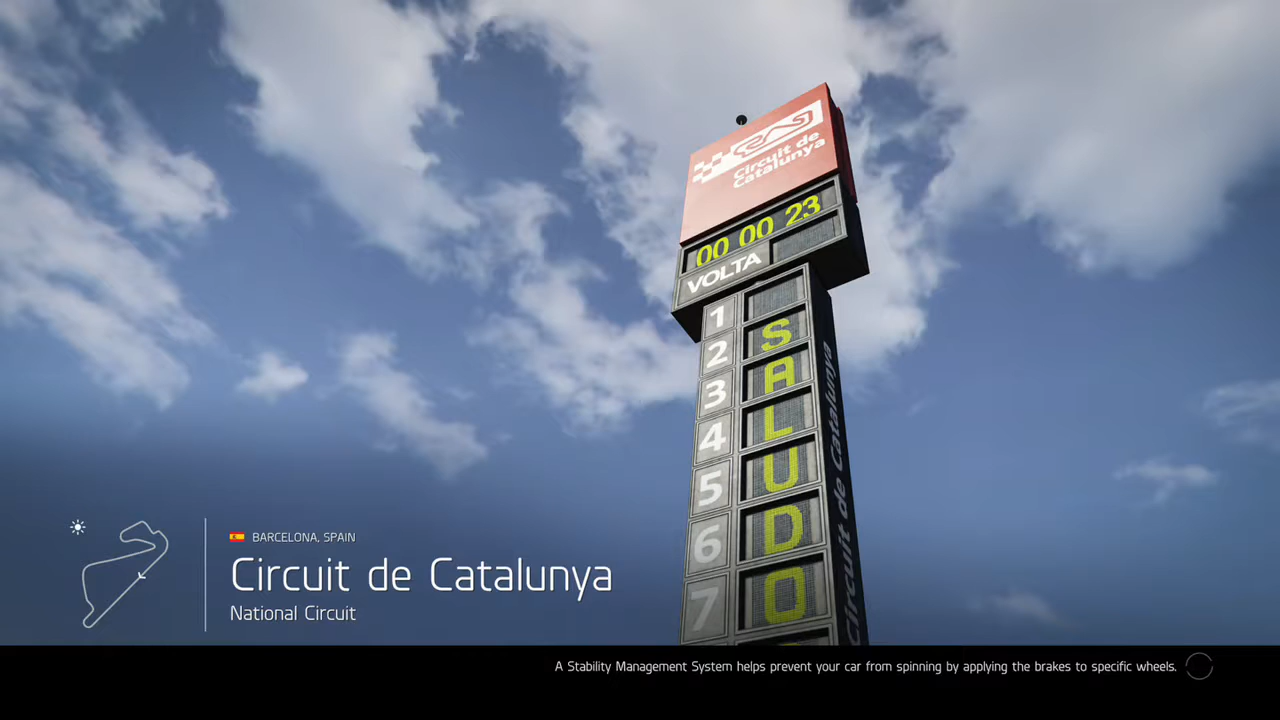 Circuit de
Catalunya
00 00 23
VOLTA
1
2 S
3 A
4 L
5 U
6 D
7 O
Circuit de Catalunya
BARCELONA, SPAIN
Circuit de Catalunya
National Circuit
A Stability Management System helps prevent your car from spinning by applying the brakes to specific wheels.